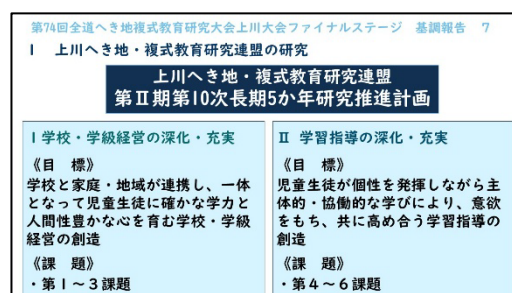 第74回全道へき地複式教育研究大会上川大会ファイナルステージ　基調報告　7
Ⅰ　上川へき地・複式教育研究連盟の研究
上川へき地・複式教育研究連盟
第Ⅱ期第10次長期5か年研究推進計画
Ⅰ学校・学級経営の深化・充実
《目　標》
学校と家庭・地域が連携し、一体
となって児童生徒に確かな学力と
人間性豊かな心を育む学校・学級
経営の創造
《課　題》
・第１～３課題
Ⅱ 学習指導の深化・充実
《目　標》
児童生徒が個性を発揮しながら主
体的・協働的な学びにより、意欲
をもち、共に高め合う学習指導の
創造
《課　題》
・第４～６課題